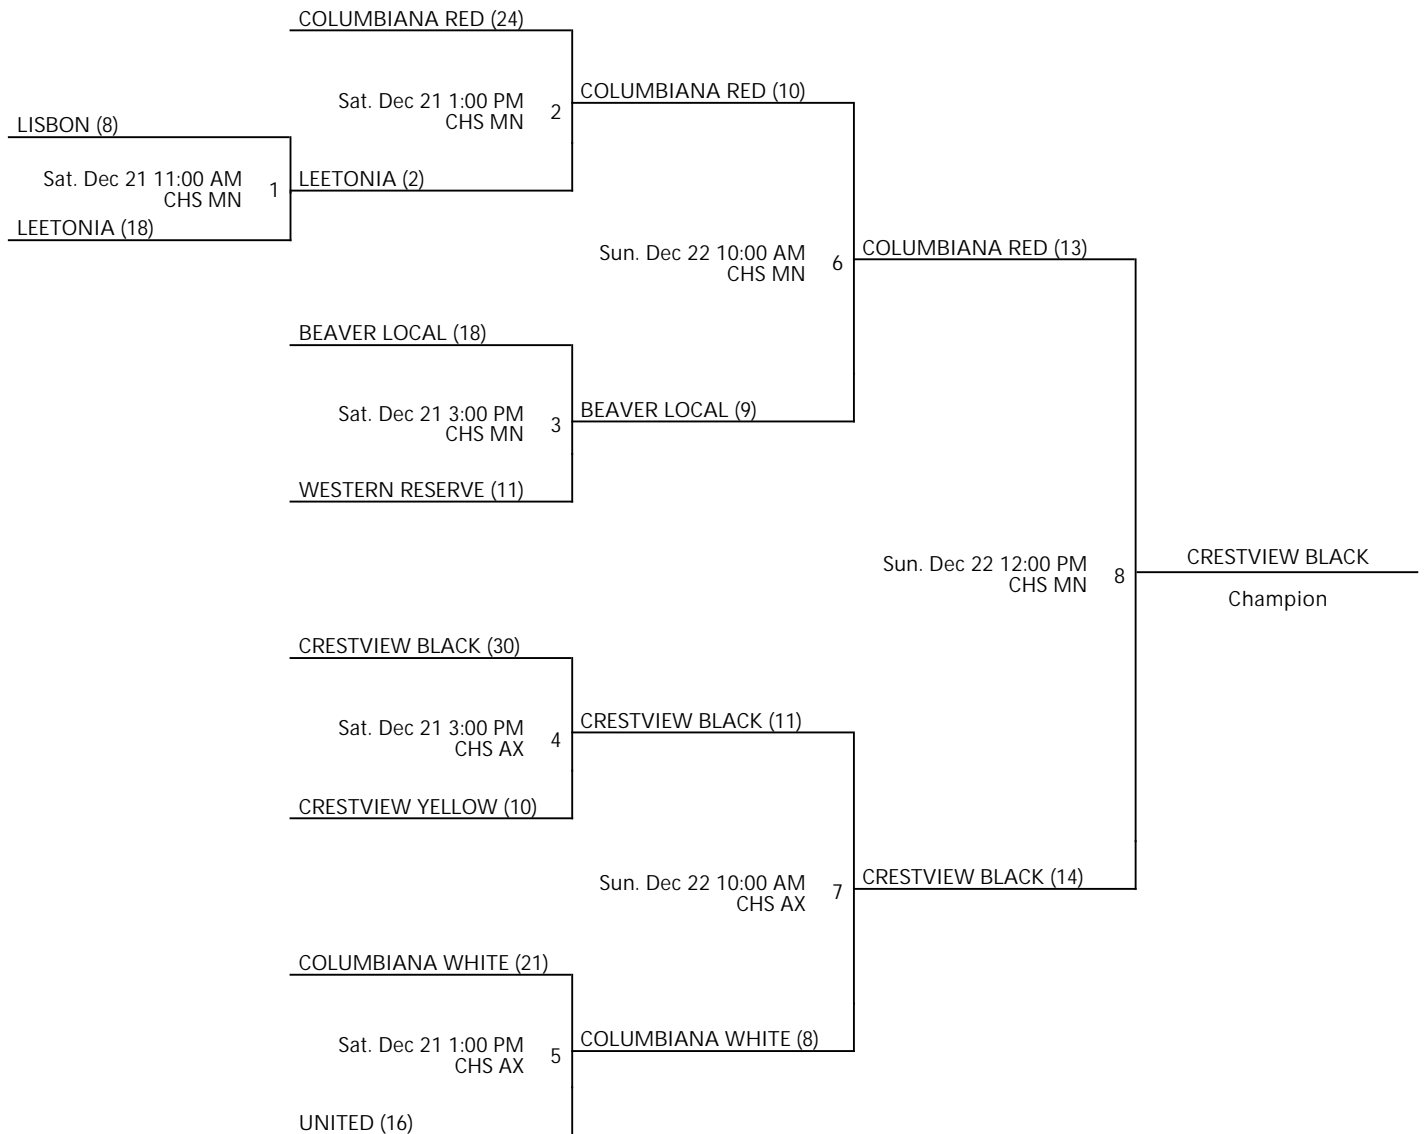 COLUMBIANA RED (24)
Sat. Dec 21 1:00 PM
CHS MN
2
COLUMBIANA RED (10)
LISBON (8)
Sat. Dec 21 11:00 AM
CHS MN
1
LEETONIA (2)
LEETONIA (18)
Sun. Dec 22 10:00 AM
CHS MN
6
COLUMBIANA RED (13)
BEAVER LOCAL (18)
Sat. Dec 21 3:00 PM
CHS MN
3
BEAVER LOCAL (9)
WESTERN RESERVE (11)
Sun. Dec 22 12:00 PM
CHS MN
8
CRESTVIEW BLACK
Champion
CRESTVIEW BLACK (30)
Sat. Dec 21 3:00 PM
CHS AX
4
CRESTVIEW BLACK (11)
CRESTVIEW YELLOW (10)
Sun. Dec 22 10:00 AM
CHS AX
7
CRESTVIEW BLACK (14)
COLUMBIANA WHITE (21)
Sat. Dec 21 1:00 PM
CHS AX
5
COLUMBIANA WHITE (8)
UNITED (16)